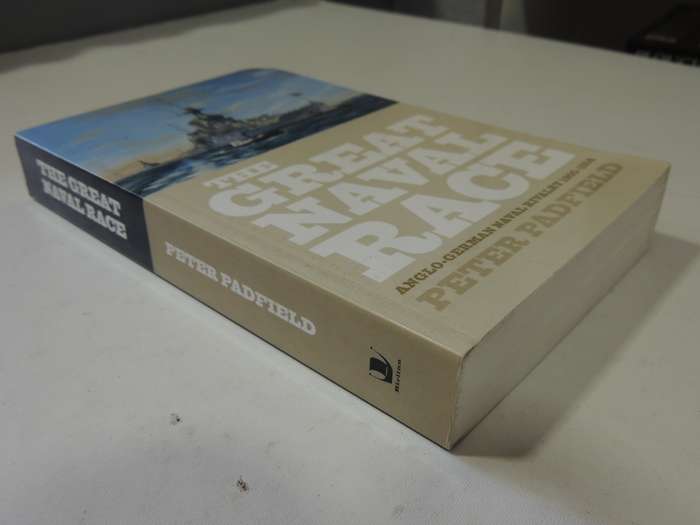 THE
GREAT
NAVAL
RACE
ANGLO-GERMAN NAVAL RIVALRY 1900-1914
PETER PADFIELD
THE GREAT
NAVAL RACE
PETER PADFIELD
Birlinn